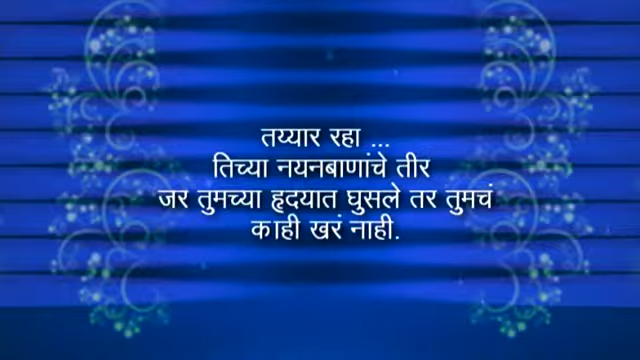 तय्यार रहा ...
तिच्या नयनबाणांचे तीर
जर तुमच्या हृदयात घुसले तर तुमचं
काही खरं नाही.